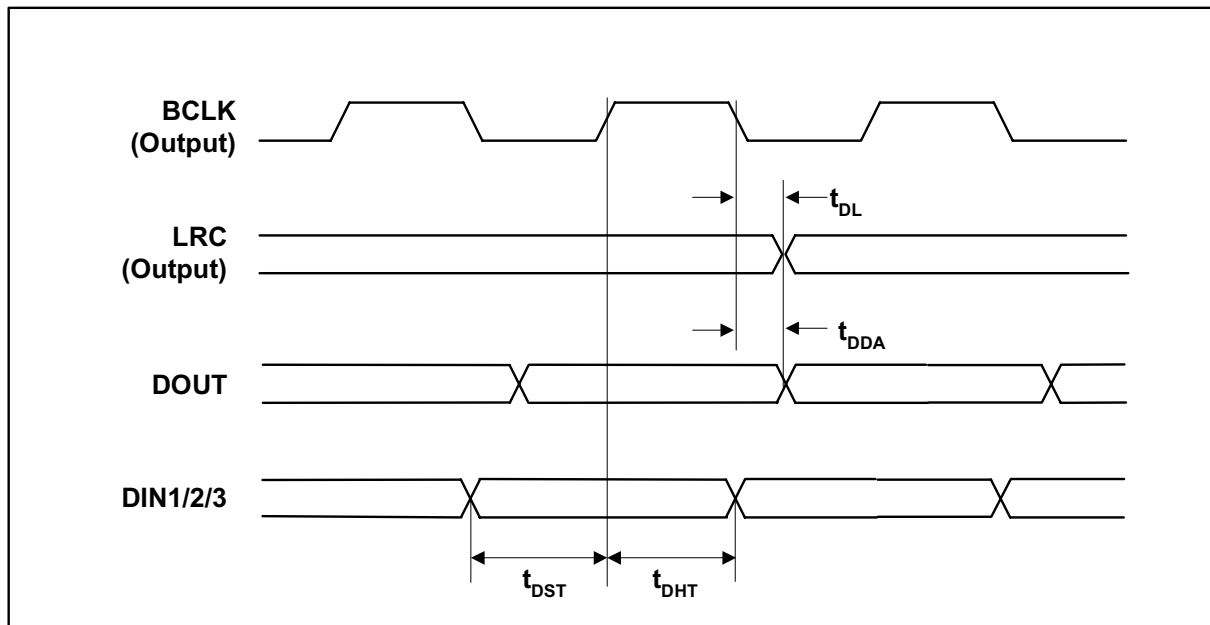 BCLK
(Output)
t_DL
LRC
(Output)
t_DDA
DOUT
DIN1/2/3
t_DST
t_DHT